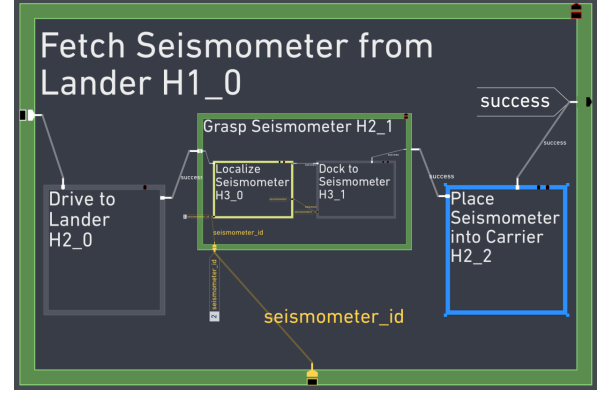 Fetch Seismometer from
Lander H1_0
success
success
Grasp Seismometer H2_1
success
success
Localize
Seismometer
H3_0
Dock to
Seismometer
H3_1
success
Drive to
Lander
H2_0
Place
Seismometer
into Carrier
H2_2
seismometer_id
seismometer_id
2
seismometer_id